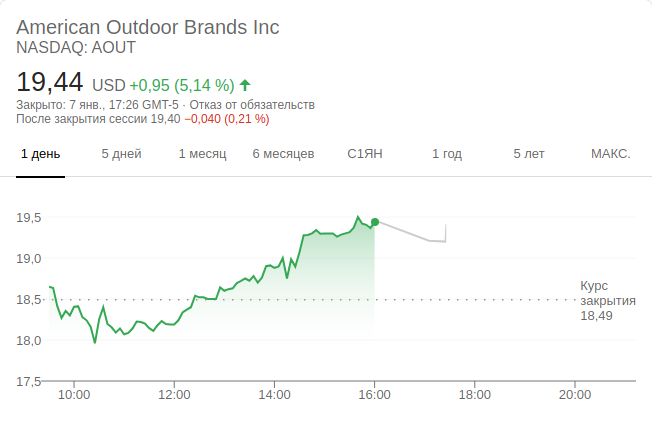 American Outdoor Brands Inc
NASDAQ: AOUT
19,44 USD +0,95 (5,14 %)
Закрыто: 7 янв., 17:26 GMT-5 · Отказ от обязательств
После закрытия сессии 19,40 −0,040 (0,21 %)
1 день 5 дней 1 месяц 6 месяцев С1ЯН 1 год 5 лет МАКС.
19,5
19,0
18,5
18,0
17,5
Курс
закрытия
18,49
10:00 12:00 14:00 16:00 18:00 20:00